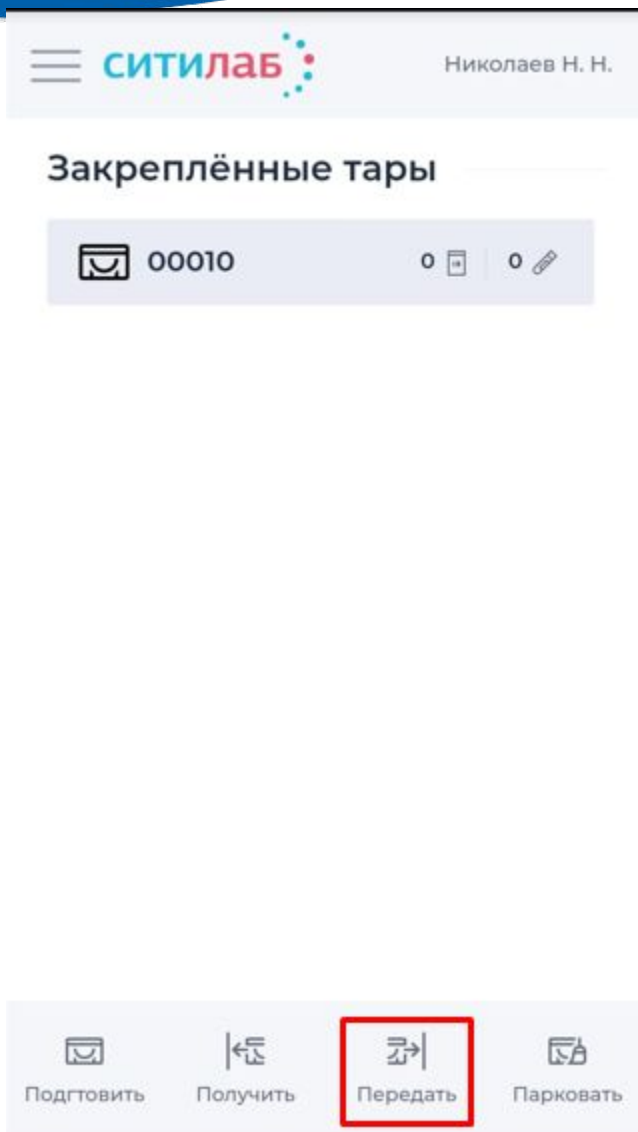 ситилаб
Николаев Н. Н.
Закреплённые тары
00010 0 0
Подгтовить Получить Передать Парковать